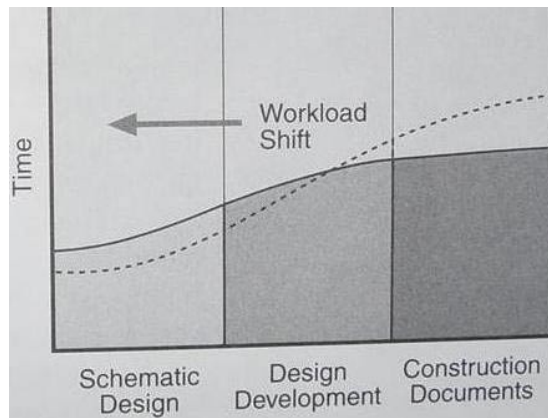 Workload
Shift
Time
Schematic
Design
Design
Development
Construction
Documents